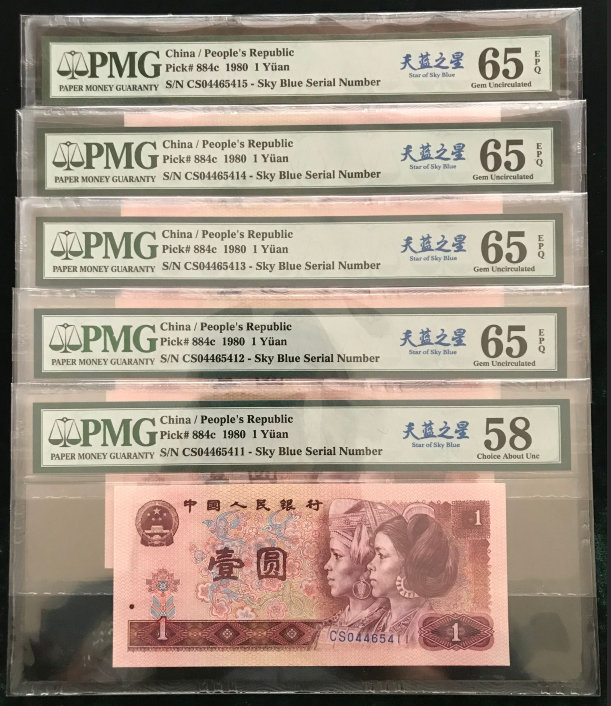 PMG
PAPER MONEY GUARANTY
China / People's Republic
Pick# 884c 1980 1 Yüan
S/N CS04465415 - Sky Blue Serial Number
天蓝之星
Star of Sky Blue
65
EPQ
Gem Uncirculated
PMG
PAPER MONEY GUARANTY
China / People's Republic
Pick# 884c 1980 1 Yüan
S/N CS04465414 - Sky Blue Serial Number
天蓝之星
Star of Sky Blue
65
EPQ
Gem Uncirculated
PMG
PAPER MONEY GUARANTY
China / People's Republic
Pick# 884c 1980 1 Yüan
S/N CS04465413 - Sky Blue Serial Number
天蓝之星
Star of Sky Blue
65
EPQ
Gem Uncirculated
PMG
PAPER MONEY GUARANTY
China / People's Republic
Pick# 884c 1980 1 Yüan
S/N CS04465412 - Sky Blue Serial Number
天蓝之星
Star of Sky Blue
65
EPQ
Gem Uncirculated
PMG
PAPER MONEY GUARANTY
China / People's Republic
Pick# 884c 1980 1 Yüan
S/N CS04465411 - Sky Blue Serial Number
天蓝之星
Star of Sky Blue
58
Choice About Unc
中国人民银行
1
壹圆
1
CS04465411
1